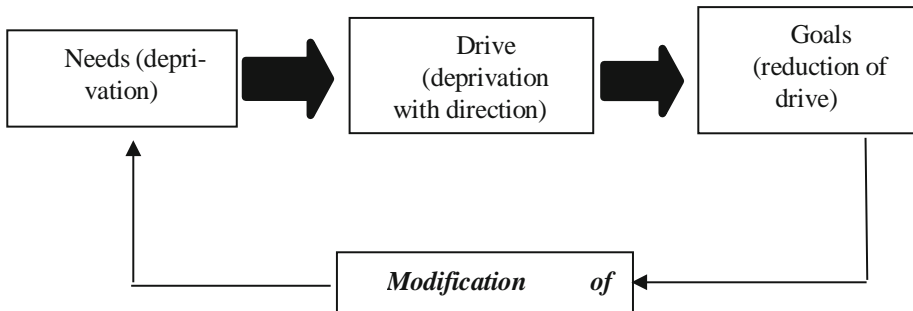 Needs (depri-
vation)
Drive
(deprivation
with direction)
Goals
(reduction of
drive)
Modification of